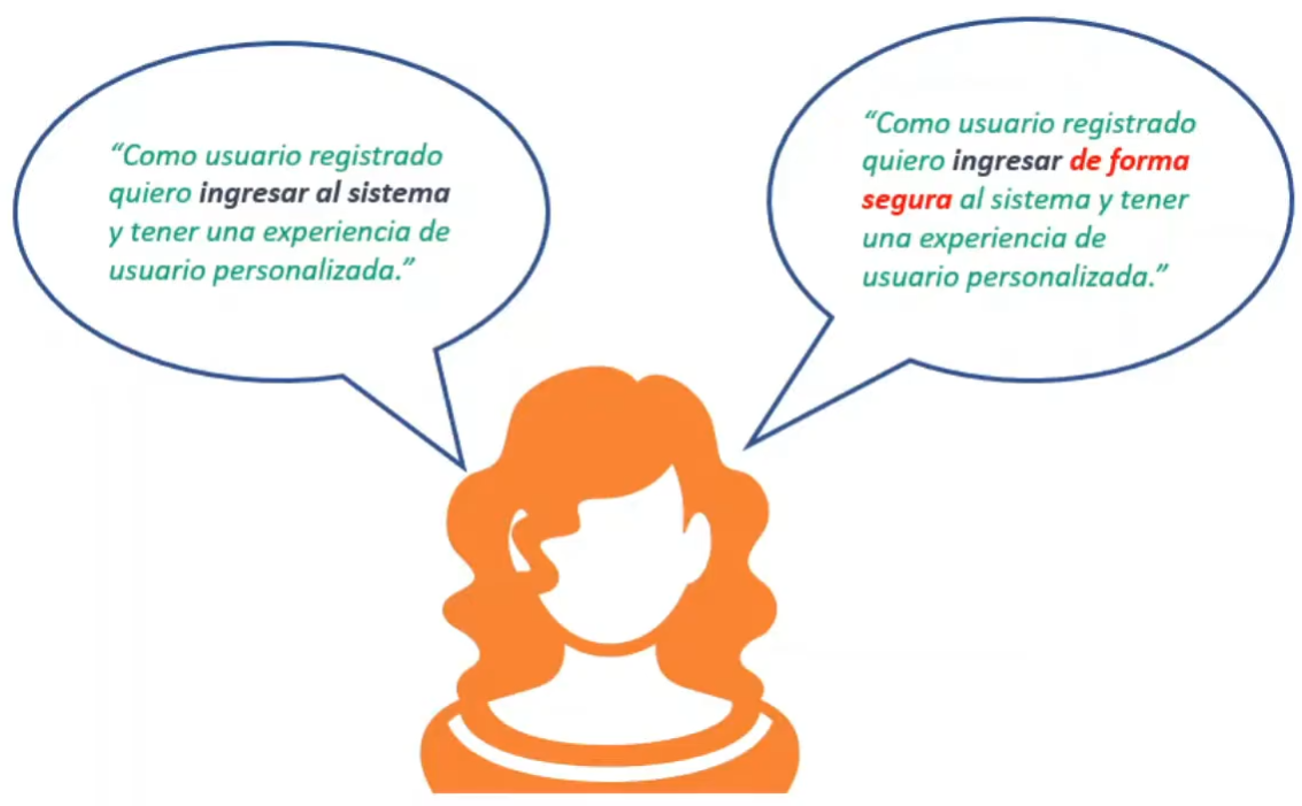 “Como usuario registrado
quiero ingresar al sistema
y tener una experiencia de
usuario personalizada.”
“Como usuario registrado
quiero ingresar de forma
segura al sistema y tener
una experiencia de
usuario personalizada.”